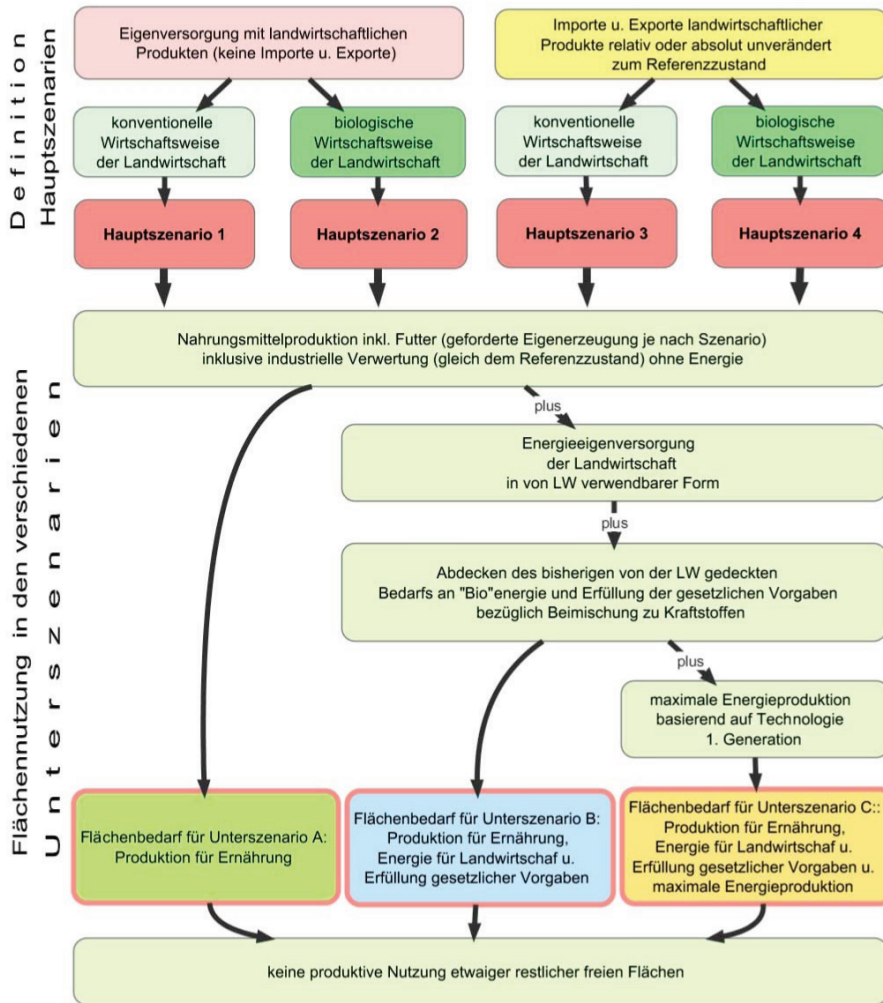 Definition
Hauptszenarien
Eigenversorgung mit landwirtschaftlichen
Produkten (keine Importe u. Exporte)
Importe u. Exporte landwirtschaftlicher
Produkte relativ oder absolut unverändert
zum Referenzzustand
konventionelle
Wirtschaftsweise
der Landwirtschaft
biologische
Wirtschaftsweise
der Landwirtschaft
konventionelle
Wirtschaftsweise
der Landwirtschaft
biologische
Wirtschaftsweise
der Landwirtschaft
Hauptszenario 1
Hauptszenario 2
Hauptszenario 3
Hauptszenario 4
Flächennutzung in den verschiedenen
Unterszenarien
Nahrungsmittelproduktion inkl. Futter (geforderte Eigenerzeugung je nach Szenario)
inklusive industrielle Verwertung (gleich dem Referenzzustand) ohne Energie
plus
Energieeigenversorgung
der Landwirtschaft
in von LW verwendbarer Form
plus
Abdecken des bisherigen von der LW gedeckten
Bedarfs an "Bio"energie und Erfüllung der gesetzlichen Vorgaben
bezüglich Beimischung zu Kraftstoffen
plus
maximale Energieproduktion
basierend auf Technologie
1. Generation
Flächenbedarf für Unterszenario A:
Produktion für Ernährung
Flächenbedarf für Unterszenario B:
Produktion für Ernährung,
Energie für Landwirtschaf u.
Erfüllung gesetzlicher Vorgaben
Flächenbedarf für Unterszenario C::
Produktion für Ernährung,
Energie für Landwirtschaf u.
Erfüllung gesetzlicher Vorgaben u.
maximale Energieproduktion
keine produktive Nutzung etwaiger restlicher freien Flächen